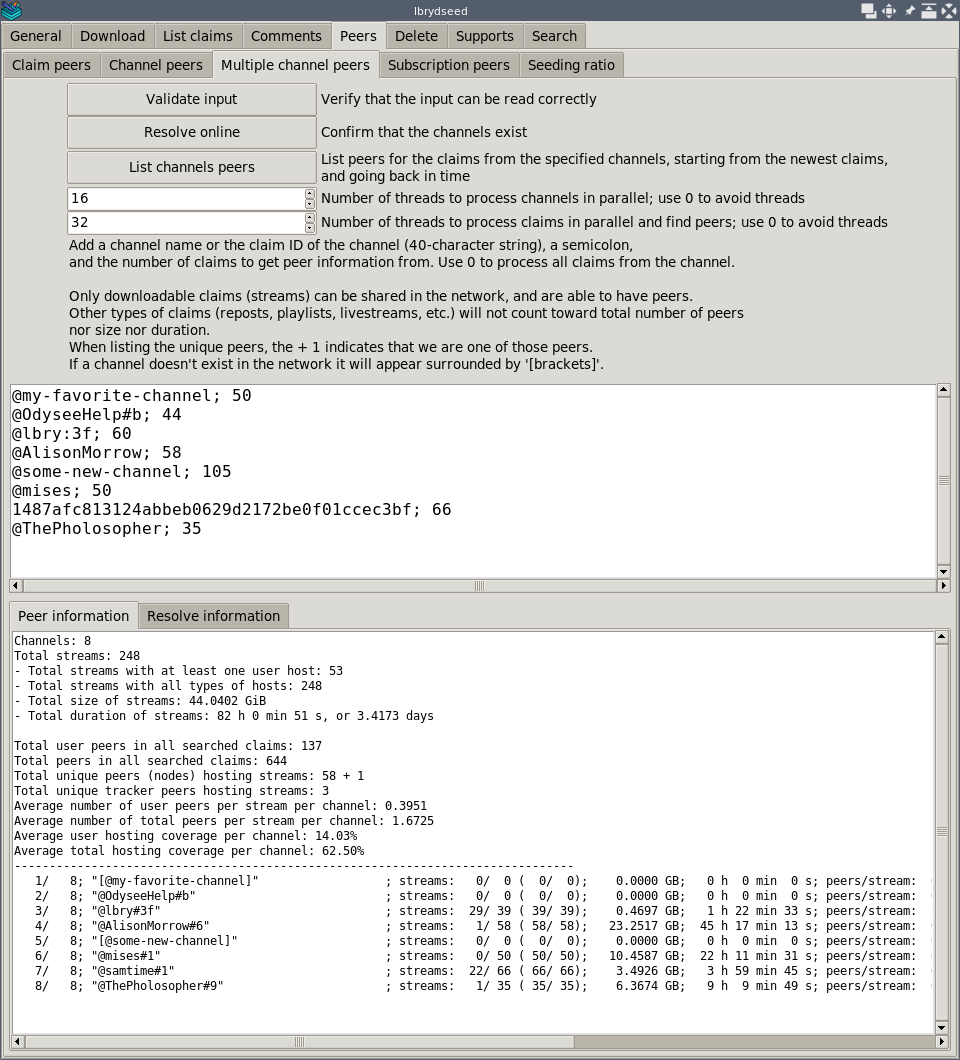 lbrydseed
General Download List claims Comments Peers Delete Supports Search
Claim peers Channel peers Multiple channel peers Subscription peers Seeding ratio
Validate input Verify that the input can be read correctly
Resolve online Confirm that the channels exist
List channels peers List peers for the claims from the specified channels, starting from the newest claims,
and going back in time
16 Number of threads to process channels in parallel; use 0 to avoid threads
32 Number of threads to process claims in parallel and find peers; use 0 to avoid threads
Add a channel name or the claim ID of the channel (40-character string), a semicolon,
and the number of claims to get peer information from. Use 0 to process all claims from the channel.
Only downloadable claims (streams) can be shared in the network, and are able to have peers.
Other types of claims (reposts, playlists, livestreams, etc.) will not count toward total number of peers
nor size nor duration.
When listing the unique peers, the + 1 indicates that we are one of those peers.
If a channel doesn't exist in the network it will appear surrounded by '[brackets]'.
@my-favorite-channel; 50
@OdyseeHelp#b; 44
@lbry:3f; 60
@AlisonMorrow; 58
@some-new-channel; 105
@mises; 50
1487afc813124abbeb0629d2172be0f01ccec3bf; 66
@ThePholosopher; 35
Peer information Resolve information
Channels: 8
Total streams: 248
- Total streams with at least one user host: 53
- Total streams with all types of hosts: 248
- Total size of streams: 44.0402 GiB
- Total duration of streams: 82 h 0 min 51 s, or 3.4173 days
Total user peers in all searched claims: 137
Total peers in all searched claims: 644
Total unique peers (nodes) hosting streams: 58 + 1
Total unique tracker peers hosting streams: 3
Average number of user peers per stream per channel: 0.3951
Average number of total peers per stream per channel: 1.6725
Average user hosting coverage per channel: 14.03%
Average total hosting coverage per channel: 62.50%
--------------------------------------------------------------------------------
1/ 8; "[@my-favorite-channel]" ; streams: 0/ 0 ( 0/ 0); 0.0000 GB; 0 h 0 min 0 s; peers/stream:
2/ 8; "@OdyseeHelp#b" ; streams: 0/ 0 ( 0/ 0); 0.0000 GB; 0 h 0 min 0 s; peers/stream:
3/ 8; "@lbry#3f" ; streams: 29/ 39 ( 39/ 39); 0.4697 GB; 1 h 22 min 33 s; peers/stream:
4/ 8; "@AlisonMorrow#6" ; streams: 1/ 58 ( 58/ 58); 23.2517 GB; 45 h 17 min 13 s; peers/stream:
5/ 8; "[@some-new-channel]" ; streams: 0/ 0 ( 0/ 0); 0.0000 GB; 0 h 0 min 0 s; peers/stream:
6/ 8; "@mises#1" ; streams: 0/ 50 ( 50/ 50); 10.4587 GB; 22 h 11 min 31 s; peers/stream:
7/ 8; "@samtime#1" ; streams: 22/ 66 ( 66/ 66); 3.4926 GB; 3 h 59 min 45 s; peers/stream:
8/ 8; "@ThePholosopher#9" ; streams: 1/ 35 ( 35/ 35); 6.3674 GB; 9 h 9 min 49 s; peers/stream: